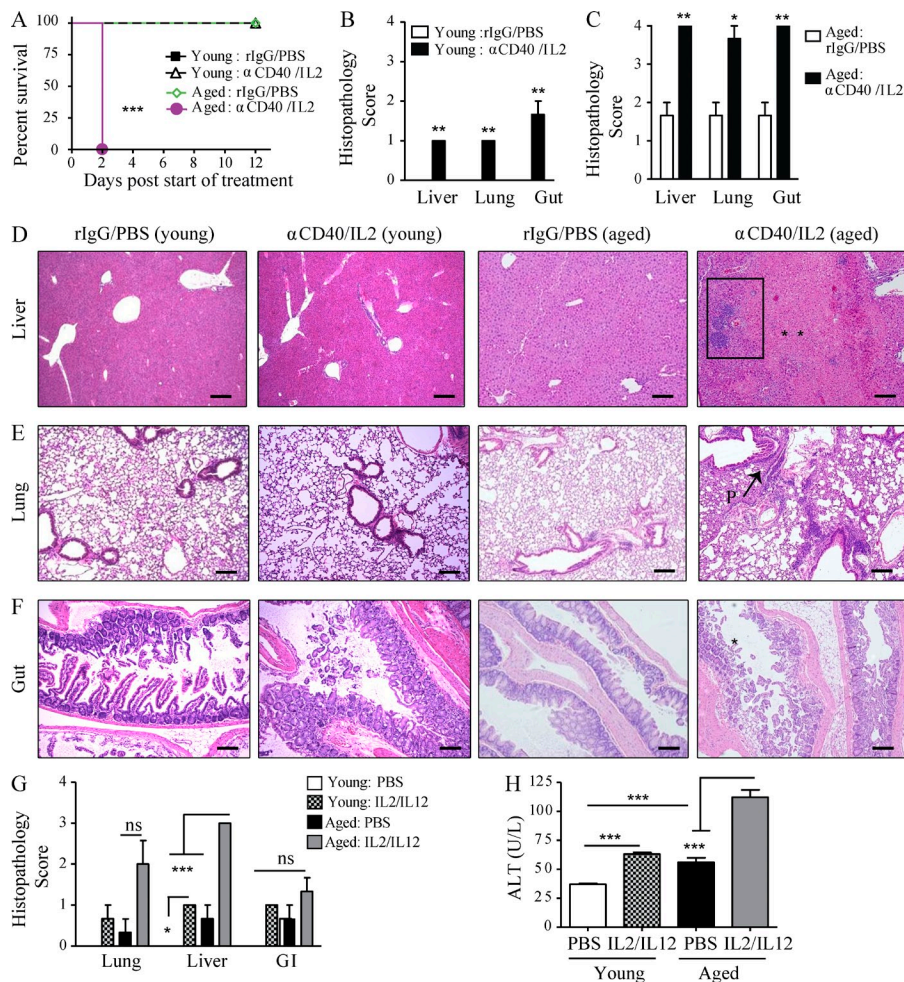 A
Percent survival
100
75
50
25
0
0 2 4 6 8 10 12
Days post start of treatment
***
Young : rIgG/PBS
Young : αCD40 /IL2
Aged : rIgG/PBS
Aged : αCD40 /IL2
B
Histopathology
Score
4
3
2
1
0
Young :rIgG/PBS
Young : αCD40 /IL2
** ** **
Liver Lung Gut
C
Histopathology
Score
4
3
2
1
0
** * **
Liver Lung Gut
Aged:
rIgG/PBS
Aged:
αCD40 /IL2
D
rIgG/PBS (young) αCD40/IL2 (young) rIgG/PBS (aged) αCD40/IL2 (aged)
Liver
* *
E
Lung
P
F
Gut
*
G
Histopathology
Score
4
3
2
1
0
ns
***
*
ns
Lung Liver GI
Young: PBS
Young: IL2/IL12
Aged: PBS
Aged: IL2/IL12
H
ALT (U/L)
125
100
75
50
25
0
***
***
***
PBS IL2/IL12 PBS IL2/IL12
Young Aged